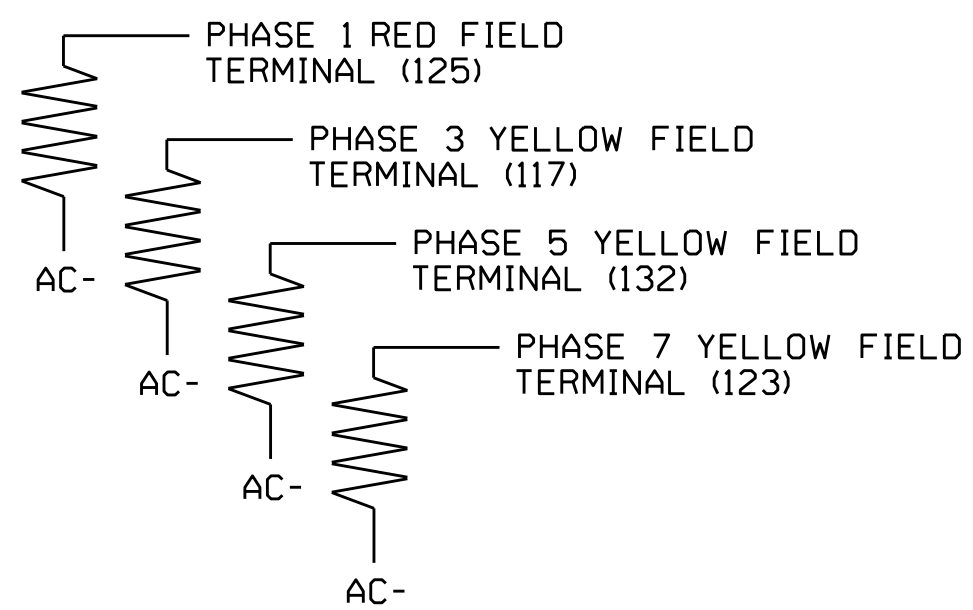 PHASE 1 RED FIELD
TERMINAL (125)
PHASE 3 YELLOW FIELD
TERMINAL (117)
AC-
PHASE 5 YELLOW FIELD
TERMINAL (132)
AC-
PHASE 7 YELLOW FIELD
TERMINAL (123)
AC-
AC-